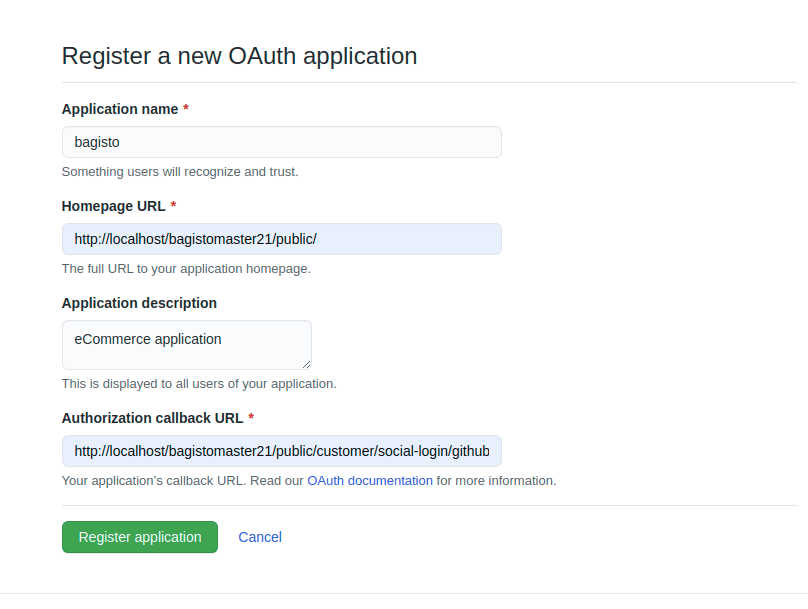 Register a new OAuth application
Application name *
bagisto
Something users will recognize and trust.
Homepage URL *
http://localhost/bagistomaster21/public/
The full URL to your application homepage.
Application description
eCommerce application
This is displayed to all users of your application.
Authorization callback URL *
http://localhost/bagistomaster21/public/customer/social-login/github
Your application’s callback URL. Read our OAuth documentation for more information.
Register application Cancel